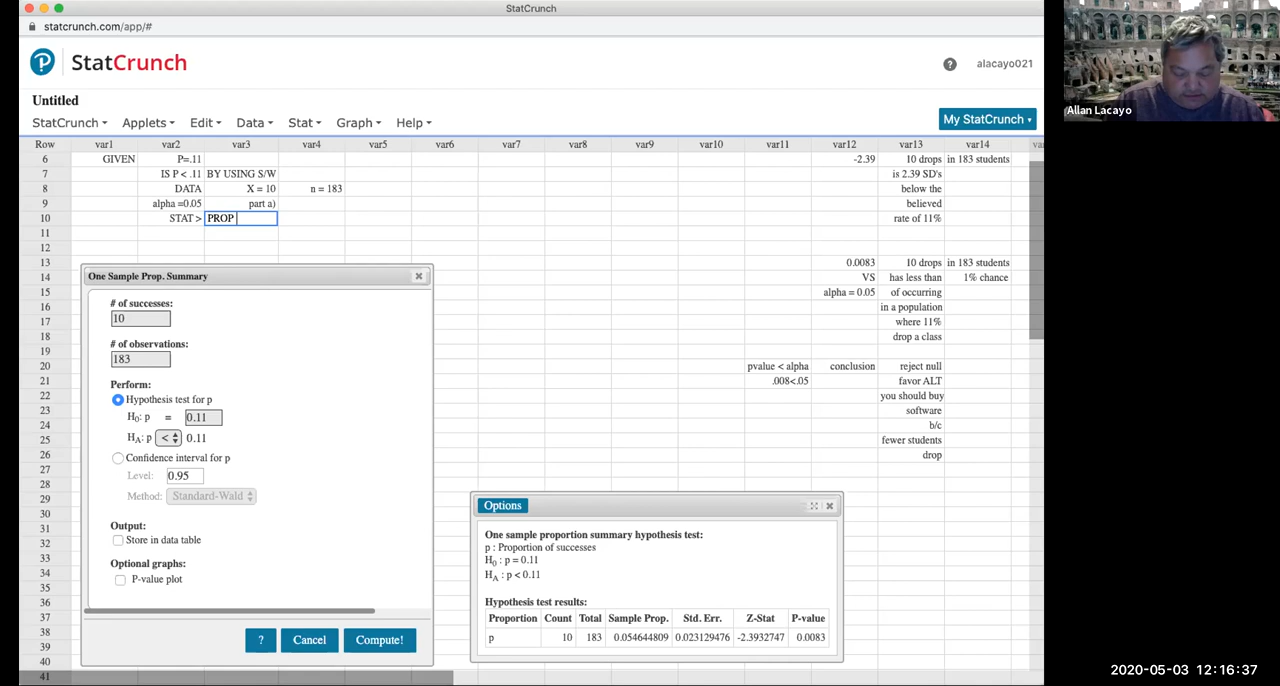 StatCrunch
statcrunch.com/app/#
P StatCrunch
? alacayo021
Untitled
StatCrunch Applets Edit Data Stat Graph Help
My StatCrunch
Row var1 var2 var3 var4 var5 var6 var7 var8 var9 var10 var11 var12 var13 var14 va
6 GIVEN P=.11 -2.39 10 drops in 183 students
7 IS P < .11 BY USING S/W is 2.39 SD's
8 DATA X = 10 n = 183 below the
9 alpha =0.05 part a) believed
10 STAT > PROP rate of 11%
11
12
13 0.0083 10 drops in 183 students
14 VS has less than 1% chance
15 alpha = 0.05 of occurring
16 in a population
17 where 11%
18 drop a class
19
20 pvalue < alpha conclusion reject null
21 .008<.05 favor ALT
22 you should buy
23 software
24 b/c
25 fewer students
26 drop
27
28
29
30
31
32
33
34
35
36
37
38
39
40
41
One Sample Prop. Summary
# of successes:
10
# of observations:
183
Perform:
Hypothesis test for p
H0: p = 0.11
HA: p < 0.11
Confidence interval for p
Level: 0.95
Method: Standard-Wald
Output:
Store in data table
Optional graphs:
P-value plot
? Cancel Compute!
Options
One sample proportion summary hypothesis test:
p : Proportion of successes
H0 : p = 0.11
HA : p < 0.11
Hypothesis test results:
Proportion Count Total Sample Prop. Std. Err. Z-Stat P-value
p 10 183 0.054644809 0.023129476 -2.3932747 0.0083
Allan Lacayo
2020-05-03 12:16:37